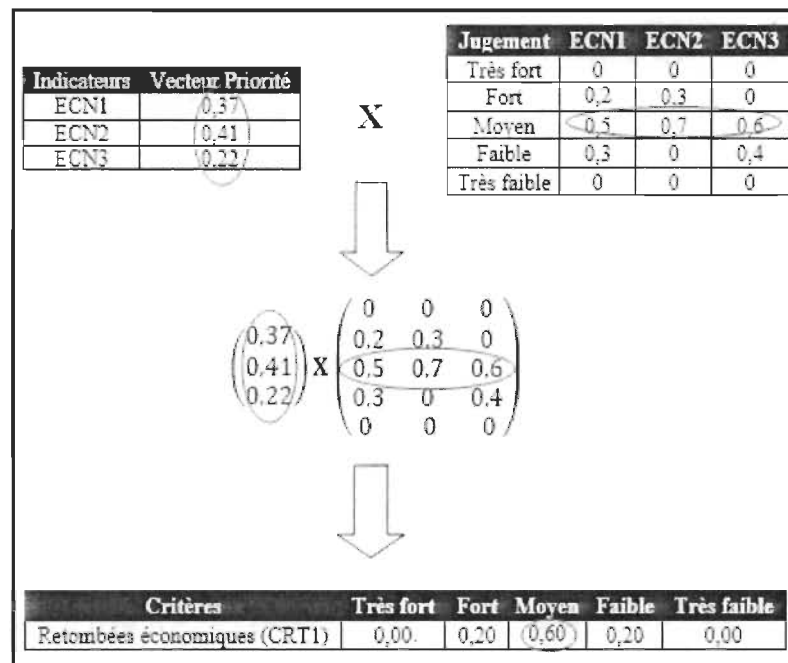 Indicateurs Vecteur Priorité
ECN1 0,37
ECN2 0,41
ECN3 0,22
X
Jugement ECN1 ECN2 ECN3
Très fort 0 0 0
Fort 0,2 0,3 0
Moyen 0,5 0,7 0,6
Faible 0,3 0 0,4
Très faible 0 0 0
0 0 0
0,37 0.2 0.3 0
0,41 X 0.5 0.7 0.6
0.22 0.3 0 0.4
0 0 0
Critères Très fort Fort Moyen Faible Très faible
Retombées économiques (CRT1) 0,00. 0,20 0,60 0,20 0,00